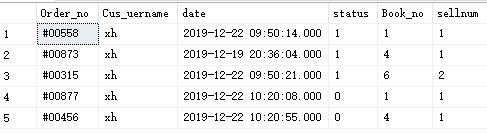 Order_no Cus_uername date status Book_no sellnum
1 #00558 xh 2019-12-22 09:50:14.000 1 1 1
2 #00873 xh 2019-12-19 20:36:04.000 1 4 1
3 #00315 xh 2019-12-22 09:50:21.000 1 6 2
4 #00877 xh 2019-12-22 10:20:08.000 0 1 1
5 #00456 xh 2019-12-22 10:20:55.000 0 4 1